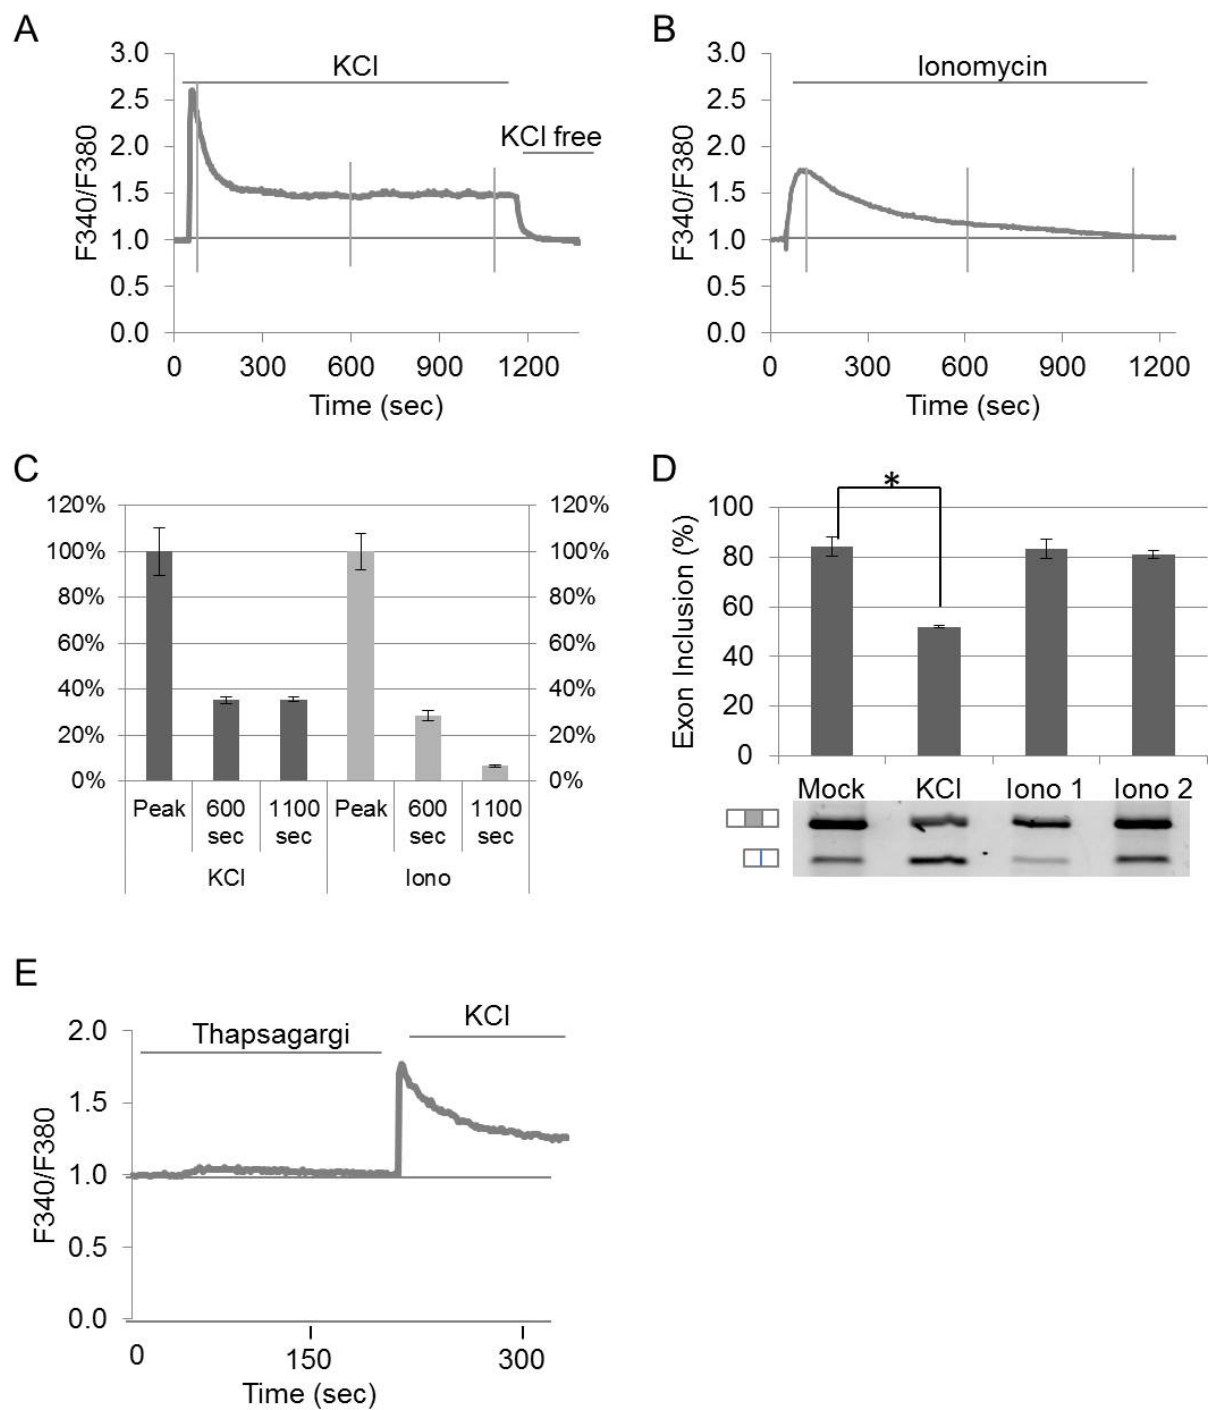 A
3.0
2.5
2.0
1.5
1.0
0.5
0.0
F340/F380
KCl
KCl free
0 300 600 900 1200
Time (sec)
B
3.0
2.5
2.0
1.5
1.0
0.5
0.0
F340/F380
Ionomycin
0 300 600 900 1200
Time (sec)
C
120% 120%
100% 100%
80% 80%
60% 60%
40% 40%
20% 20%
0% 0%
Peak 600 1100 Peak 600 1100
sec sec sec sec
KCl Iono
D
*
100
80
60
40
20
0
Exon Inclusion (%)
Mock KCl Iono 1 Iono 2
E
2.0
1.5
1.0
0.5
0.0
F340/F380
Thapsagargi
KCl
0 150 300
Time (sec)